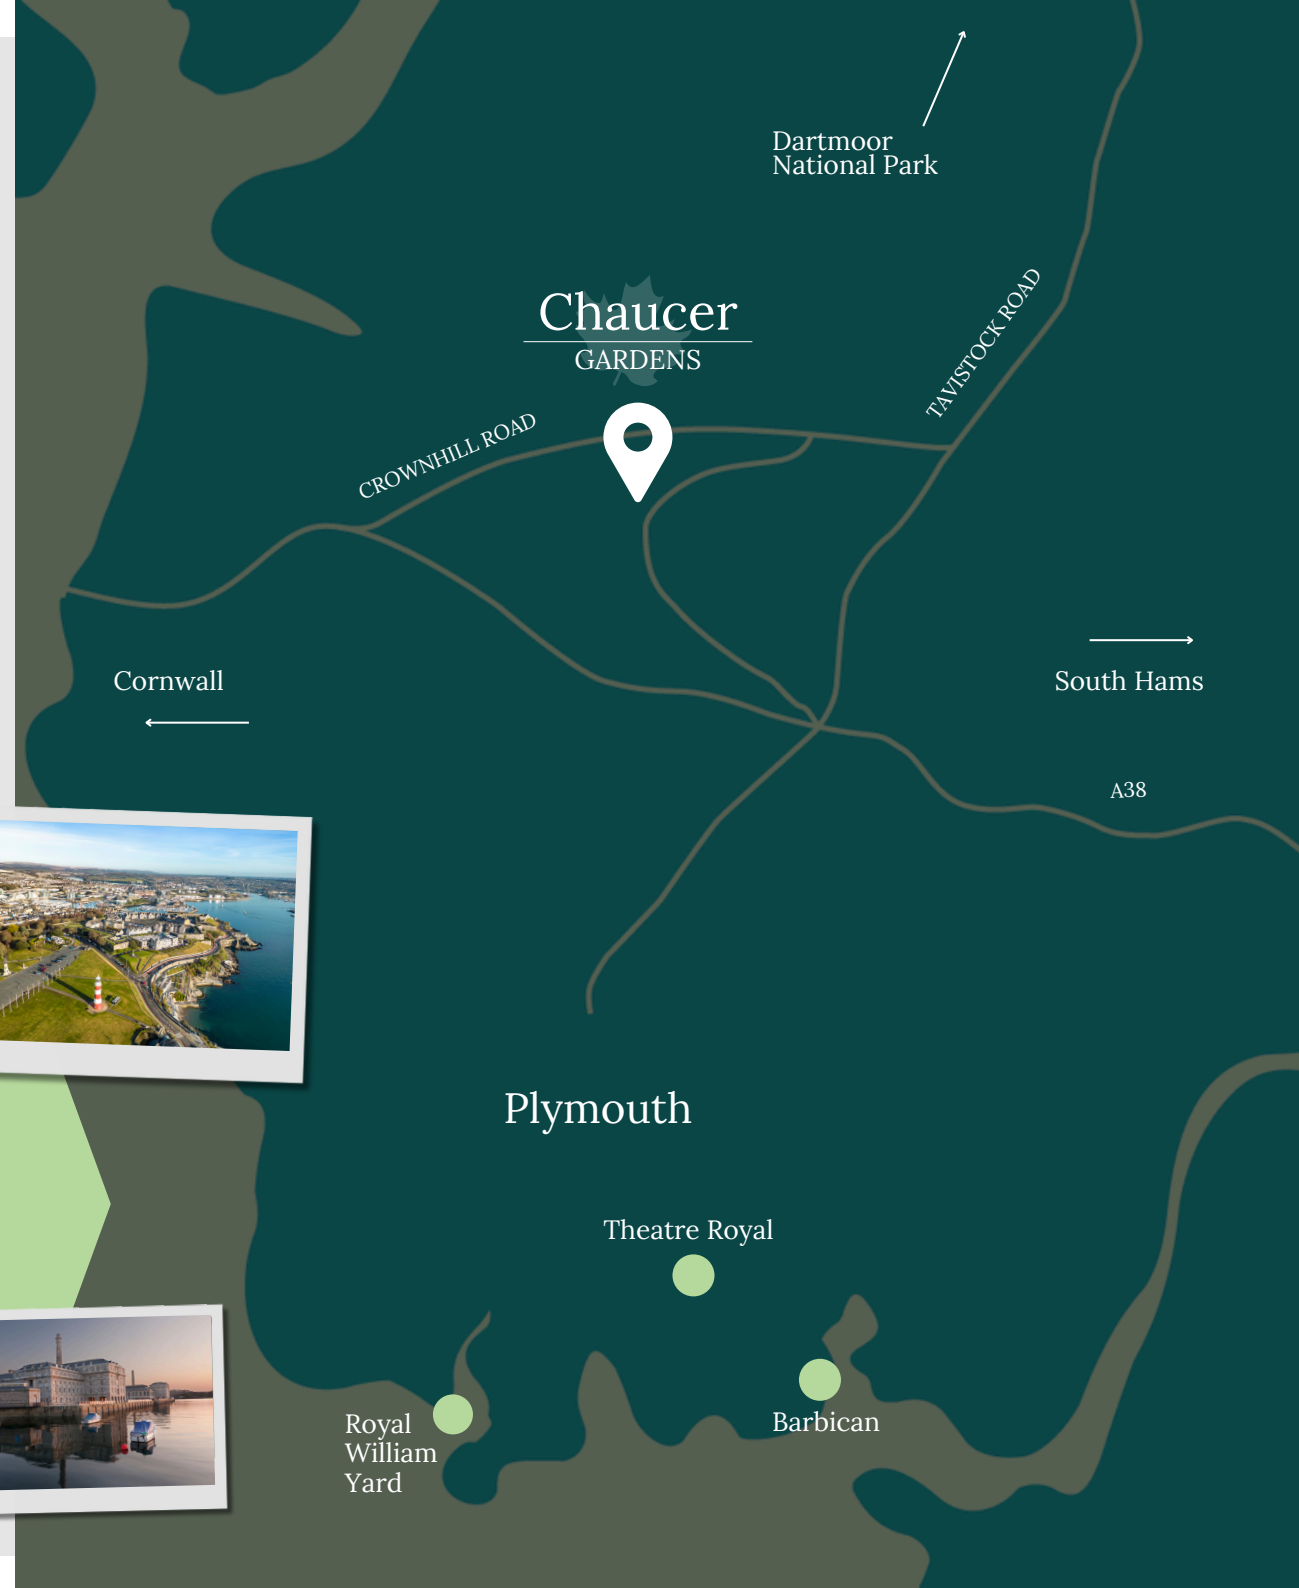 Dartmoor
National Park
Chaucer
GARDENS
TAVISTOCK ROAD
CROWNHILL ROAD
Cornwall
South Hams
A38
Plymouth
Theatre Royal
Barbican
Royal
William
Yard